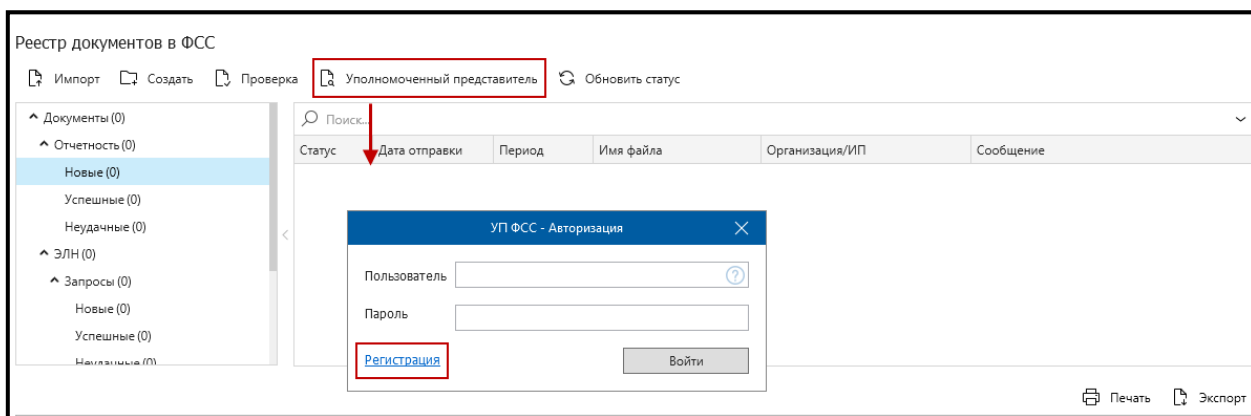 Реестр документов в ФСС
Импорт Создать Проверка Уполномоченный представитель Обновить статус
Документы (0)
Отчетность (0)
Новые (0)
Успешные (0)
Неудачные (0)
ЭЛН (0)
Запросы (0)
Новые (0)
Успешные (0)
Неудачные (0)
Поиск...
Статус Дата отправки Период Имя файла Организация/ИП Сообщение
УП ФСС - Авторизация
Пользователь
Пароль
Регистрация Войти
Печать Экспорт